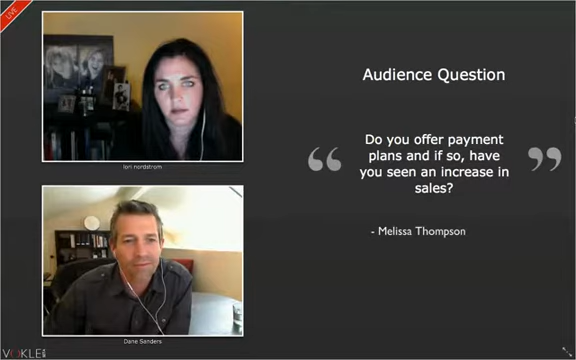 LIVE
lori nordstrom
Dane Sanders
Audience Question
Do you offer payment
plans and if so, have
you seen an increase in
sales?
- Melissa Thompson
VOKLE